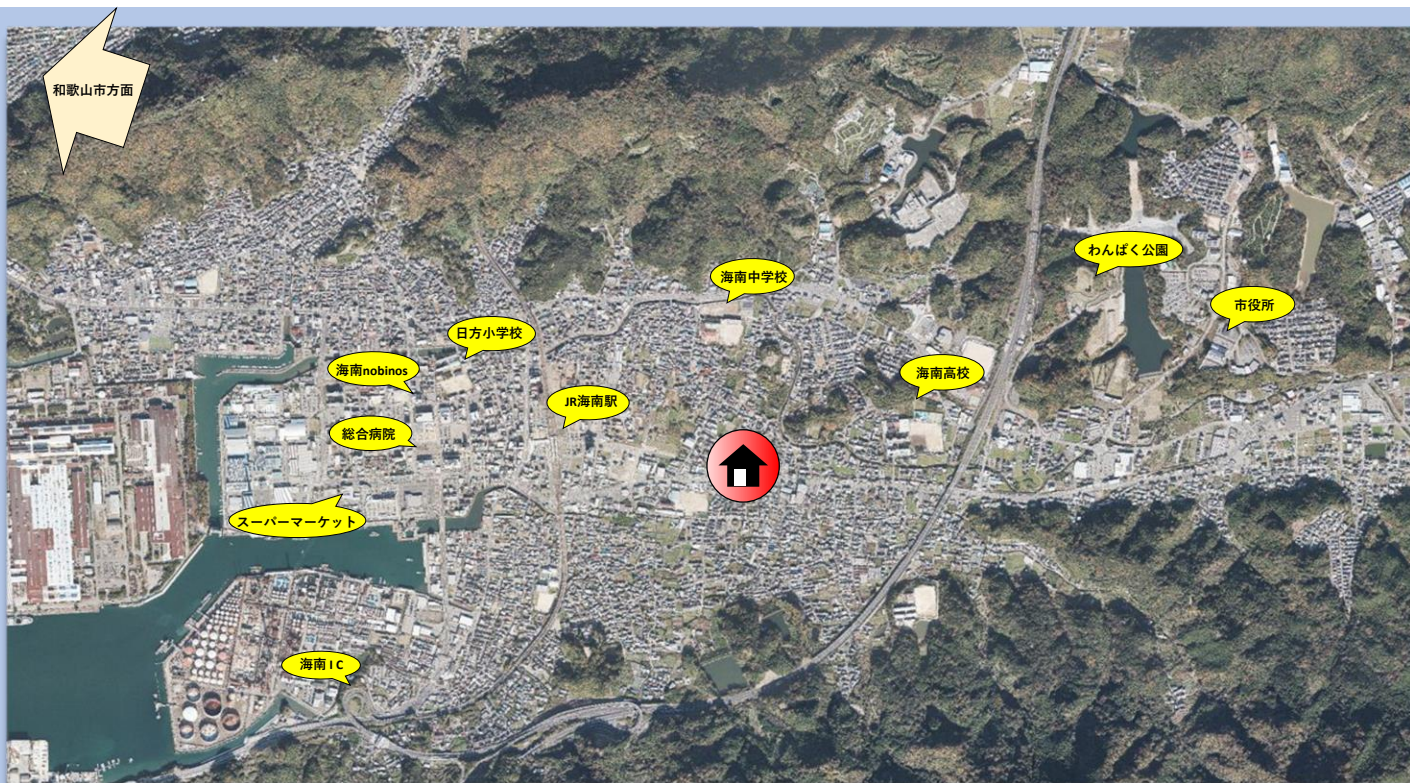 和歌山市方面
わんぱく公園
海南中学校
市役所
日方小学校
海南nobinos
海南高校
JR海南駅
総合病院
スーパーマーケット
海南IC